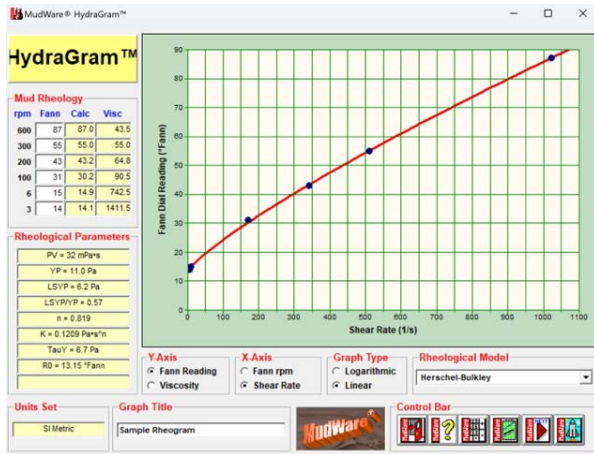 MudWare® HydraGram™
HydraGram™
Mud Rheology
rpm Fann Calc Visc
600 87 87.0 43.5
300 55 55.0 55.0
200 43 43.2 64.8
100 31 30.2 90.5
6 15 14.9 742.5
3 14 14.1 1411.5
Rheological Parameters
PV = 32 mPa•s
YP = 11.0 Pa
LSYP = 6.2 Pa
LSYP/YP = 0.57
n = 0.819
K = 0.1209 Pa•s^n
TauY = 6.7 Pa
R0 = 13.15 °Fann
Fann Dial Reading (°Fann)
90
80
70
60
50
40
30
20
10
0 100 200 300 400 500 600 700 800 900 1000 1100
Shear Rate (1/s)
Y-Axis
Fann Reading
Viscosity
X-Axis
Fann rpm
Shear Rate
Graph Type
Logarithmic
Linear
Rheological Model
Herschel-Bulkley
Units Set
SI Metric
Graph Title
Sample Rheogram
MudWare
Control Bar